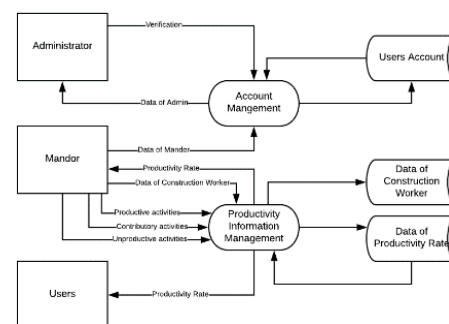 Verification
Administrator
Users Account
Account
Mangement
Data of Admin
Data of Mander
Mandor
Productivity Rate
Data of Construction Worker
Data of
Construction
Worker
Productive activities
Contributory activities
Unproductive activities
Productivity
Information
Management
Data of
Productivity Rate
Users
Productivity Rate